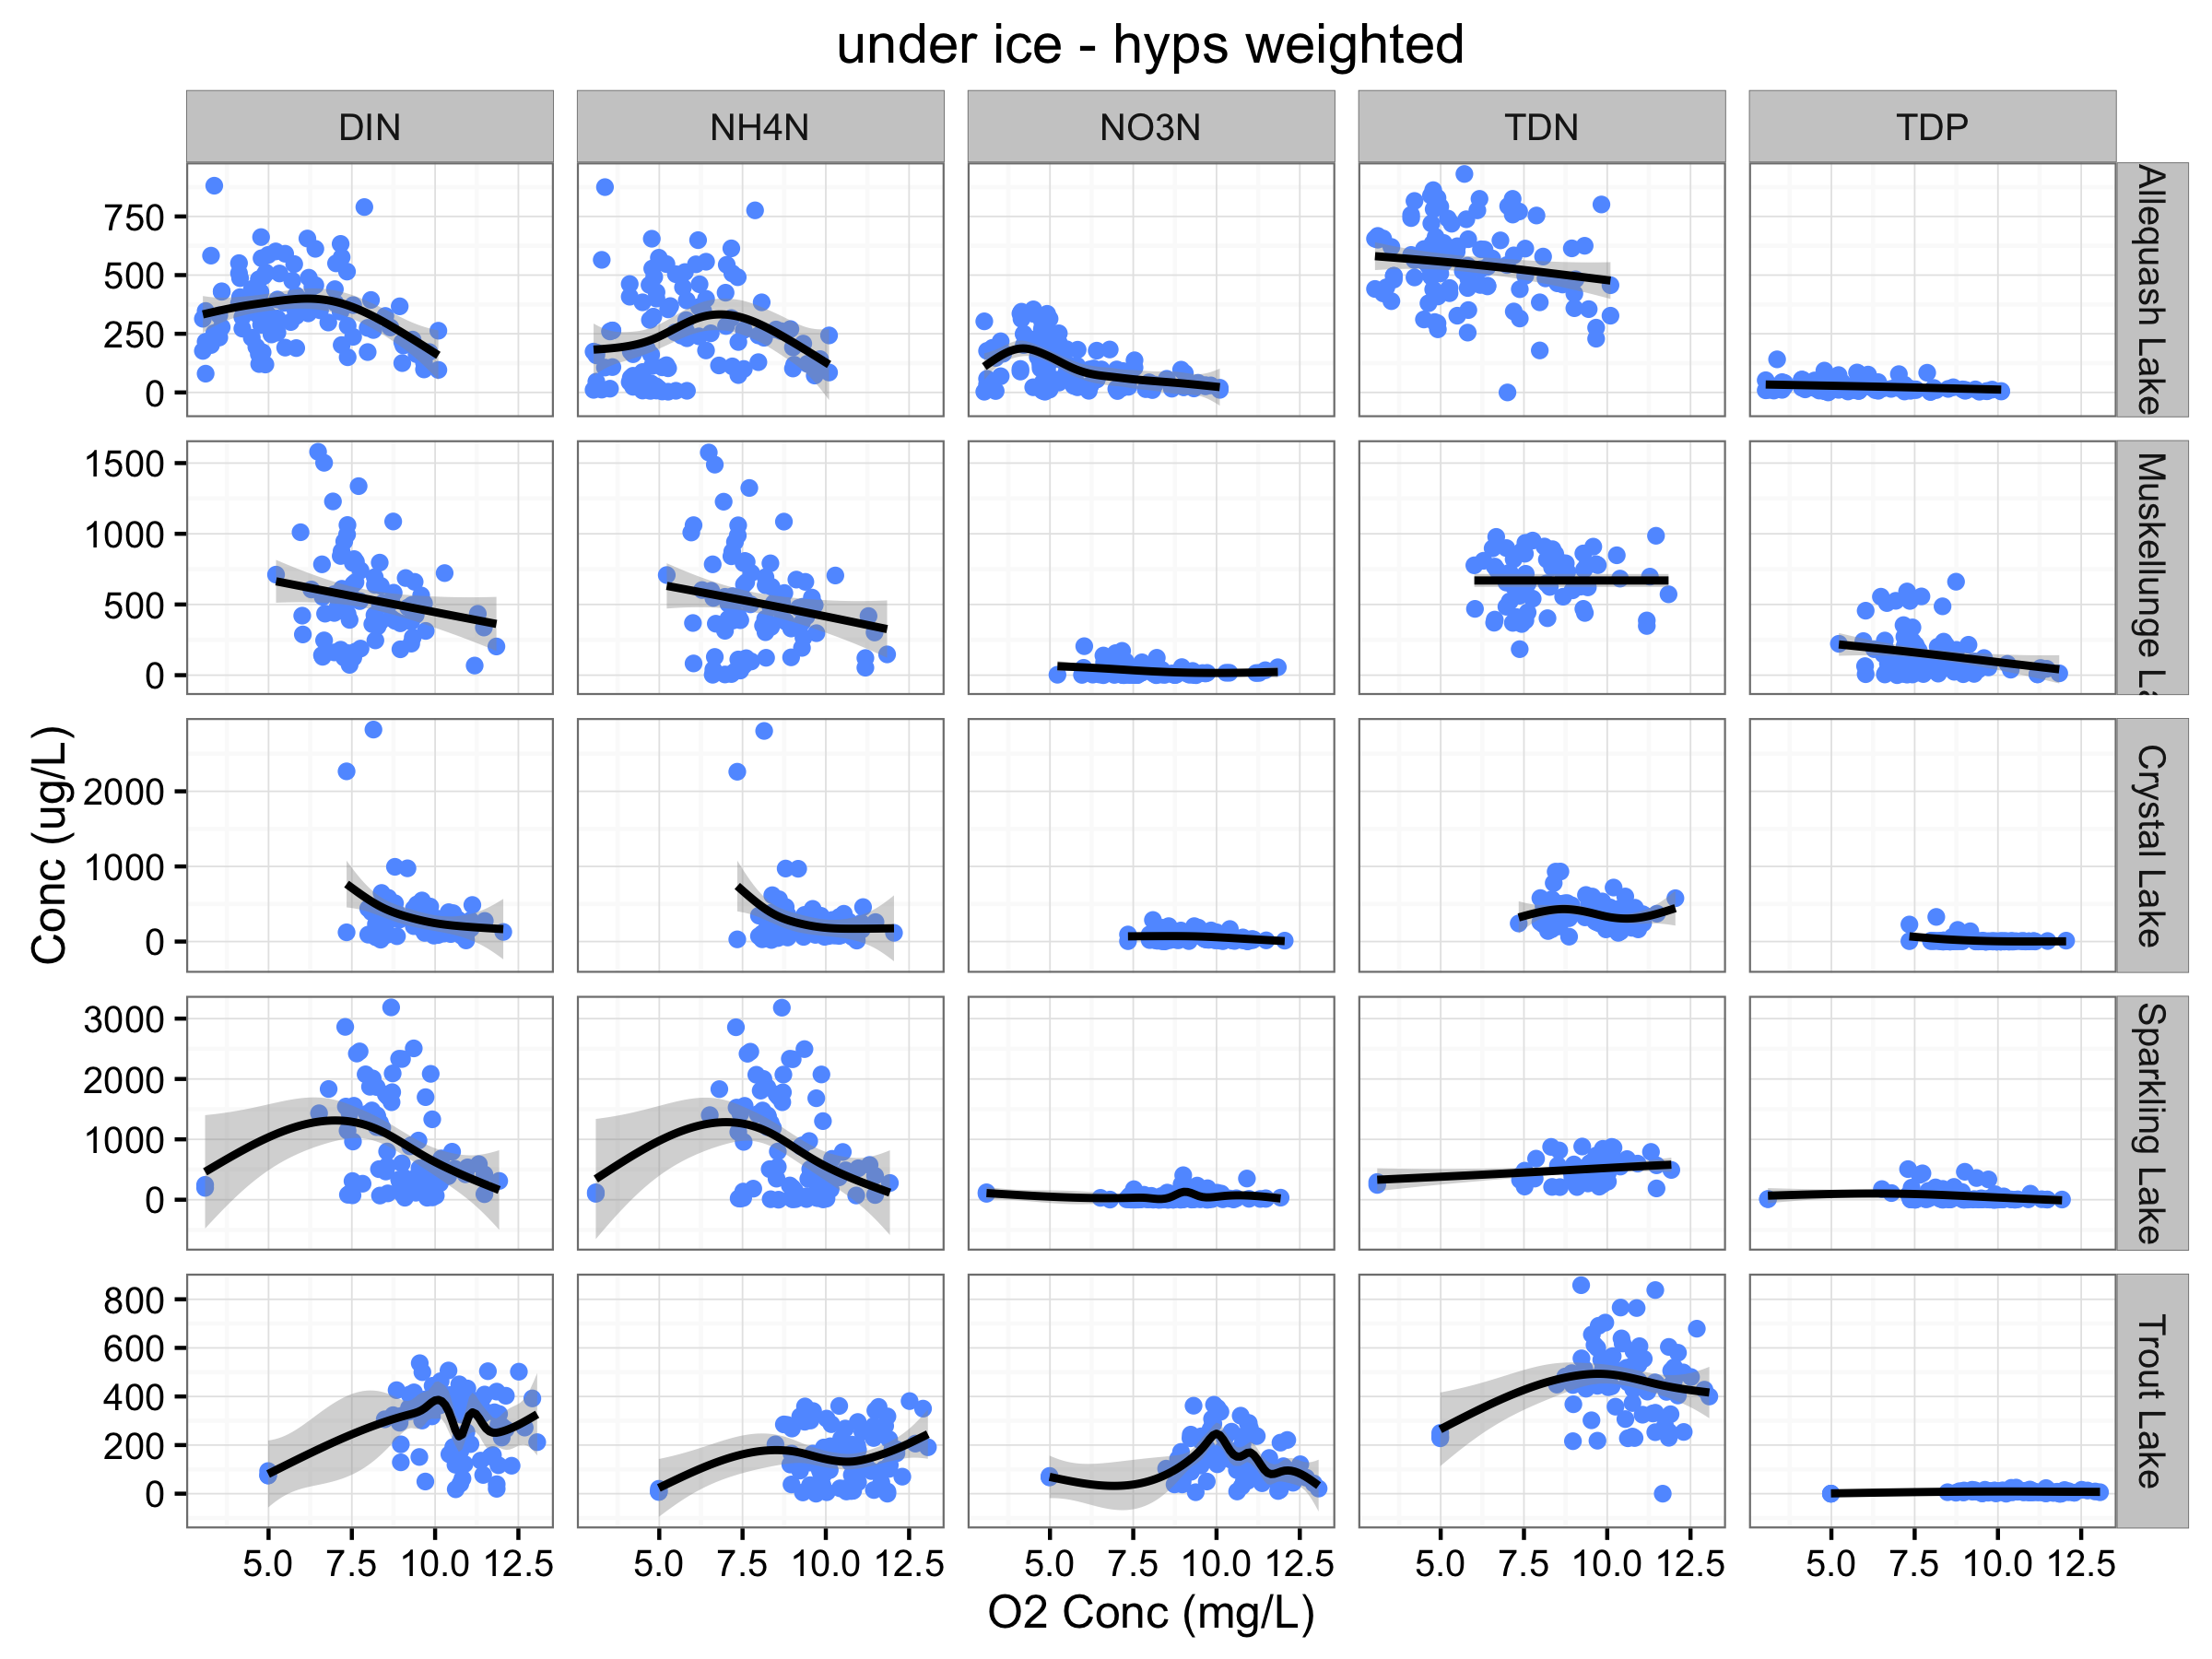 under ice - hyps weighted
DIN NH4N NO3N TDN TDP
750
500
250
0
Allequash Lake
1500
1000
500
0
Muskellunge La
2000
1000
0
Crystal Lake
3000
2000
1000
0
Sparkling Lake
800
600
400
200
0
Trout Lake
Conc (ug/L)
5.0 7.5 10.0 12.5 5.0 7.5 10.0 12.5 5.0 7.5 10.0 12.5 5.0 7.5 10.0 12.5 5.0 7.5 10.0 12.5
O2 Conc (mg/L)